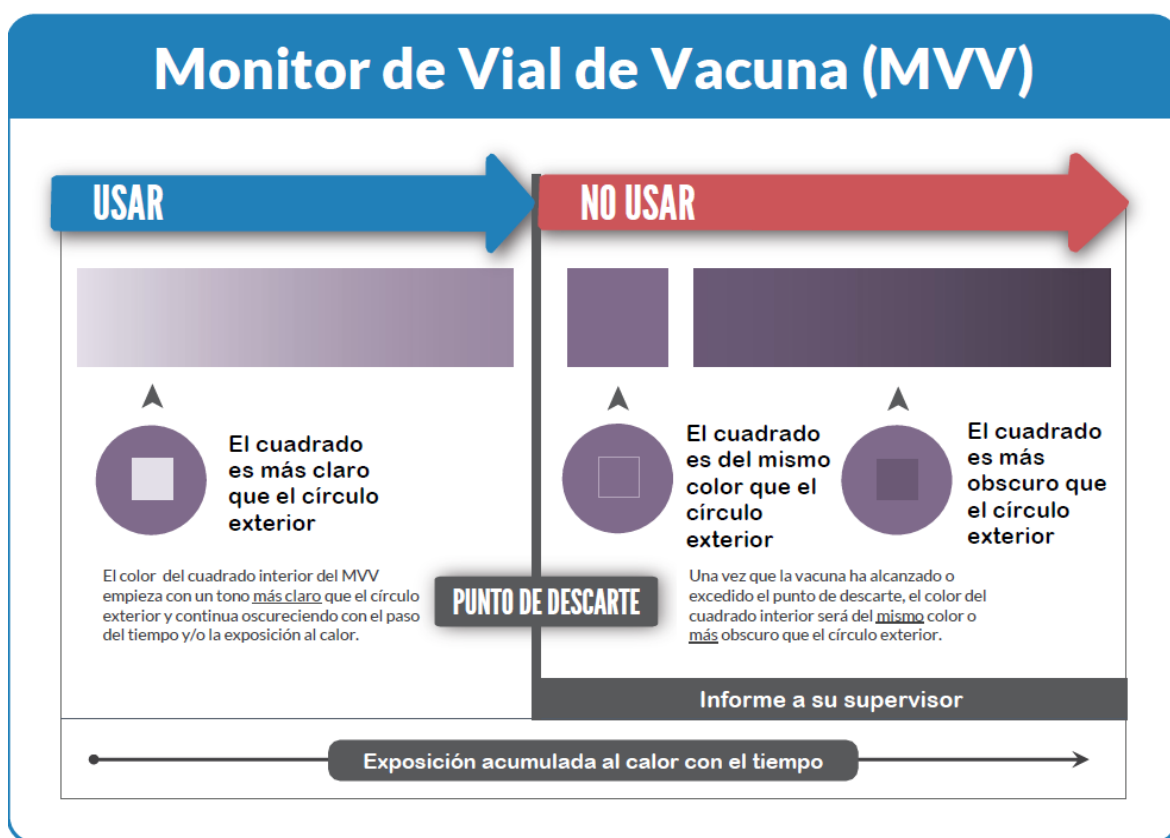 Monitor de Vial de Vacuna (MVV)
USAR
NO USAR
El cuadrado
es más claro
que el círculo
exterior
El cuadrado
es del mismo
color que el
círculo
exterior
El cuadrado
es más
obscuro que
el círculo
exterior
El color del cuadrado interior del MVV
empieza con un tono más claro que el círculo
exterior y continua oscureciendo con el paso
del tiempo y/o la exposición al calor.
PUNTO DE DESCARTE
Una vez que la vacuna ha alcanzado o
excedido el punto de descarte, el color del
cuadrado interior será del mismo color o
más obscuro que el círculo exterior.
Informe a su supervisor
Exposición acumulada al calor con el tiempo